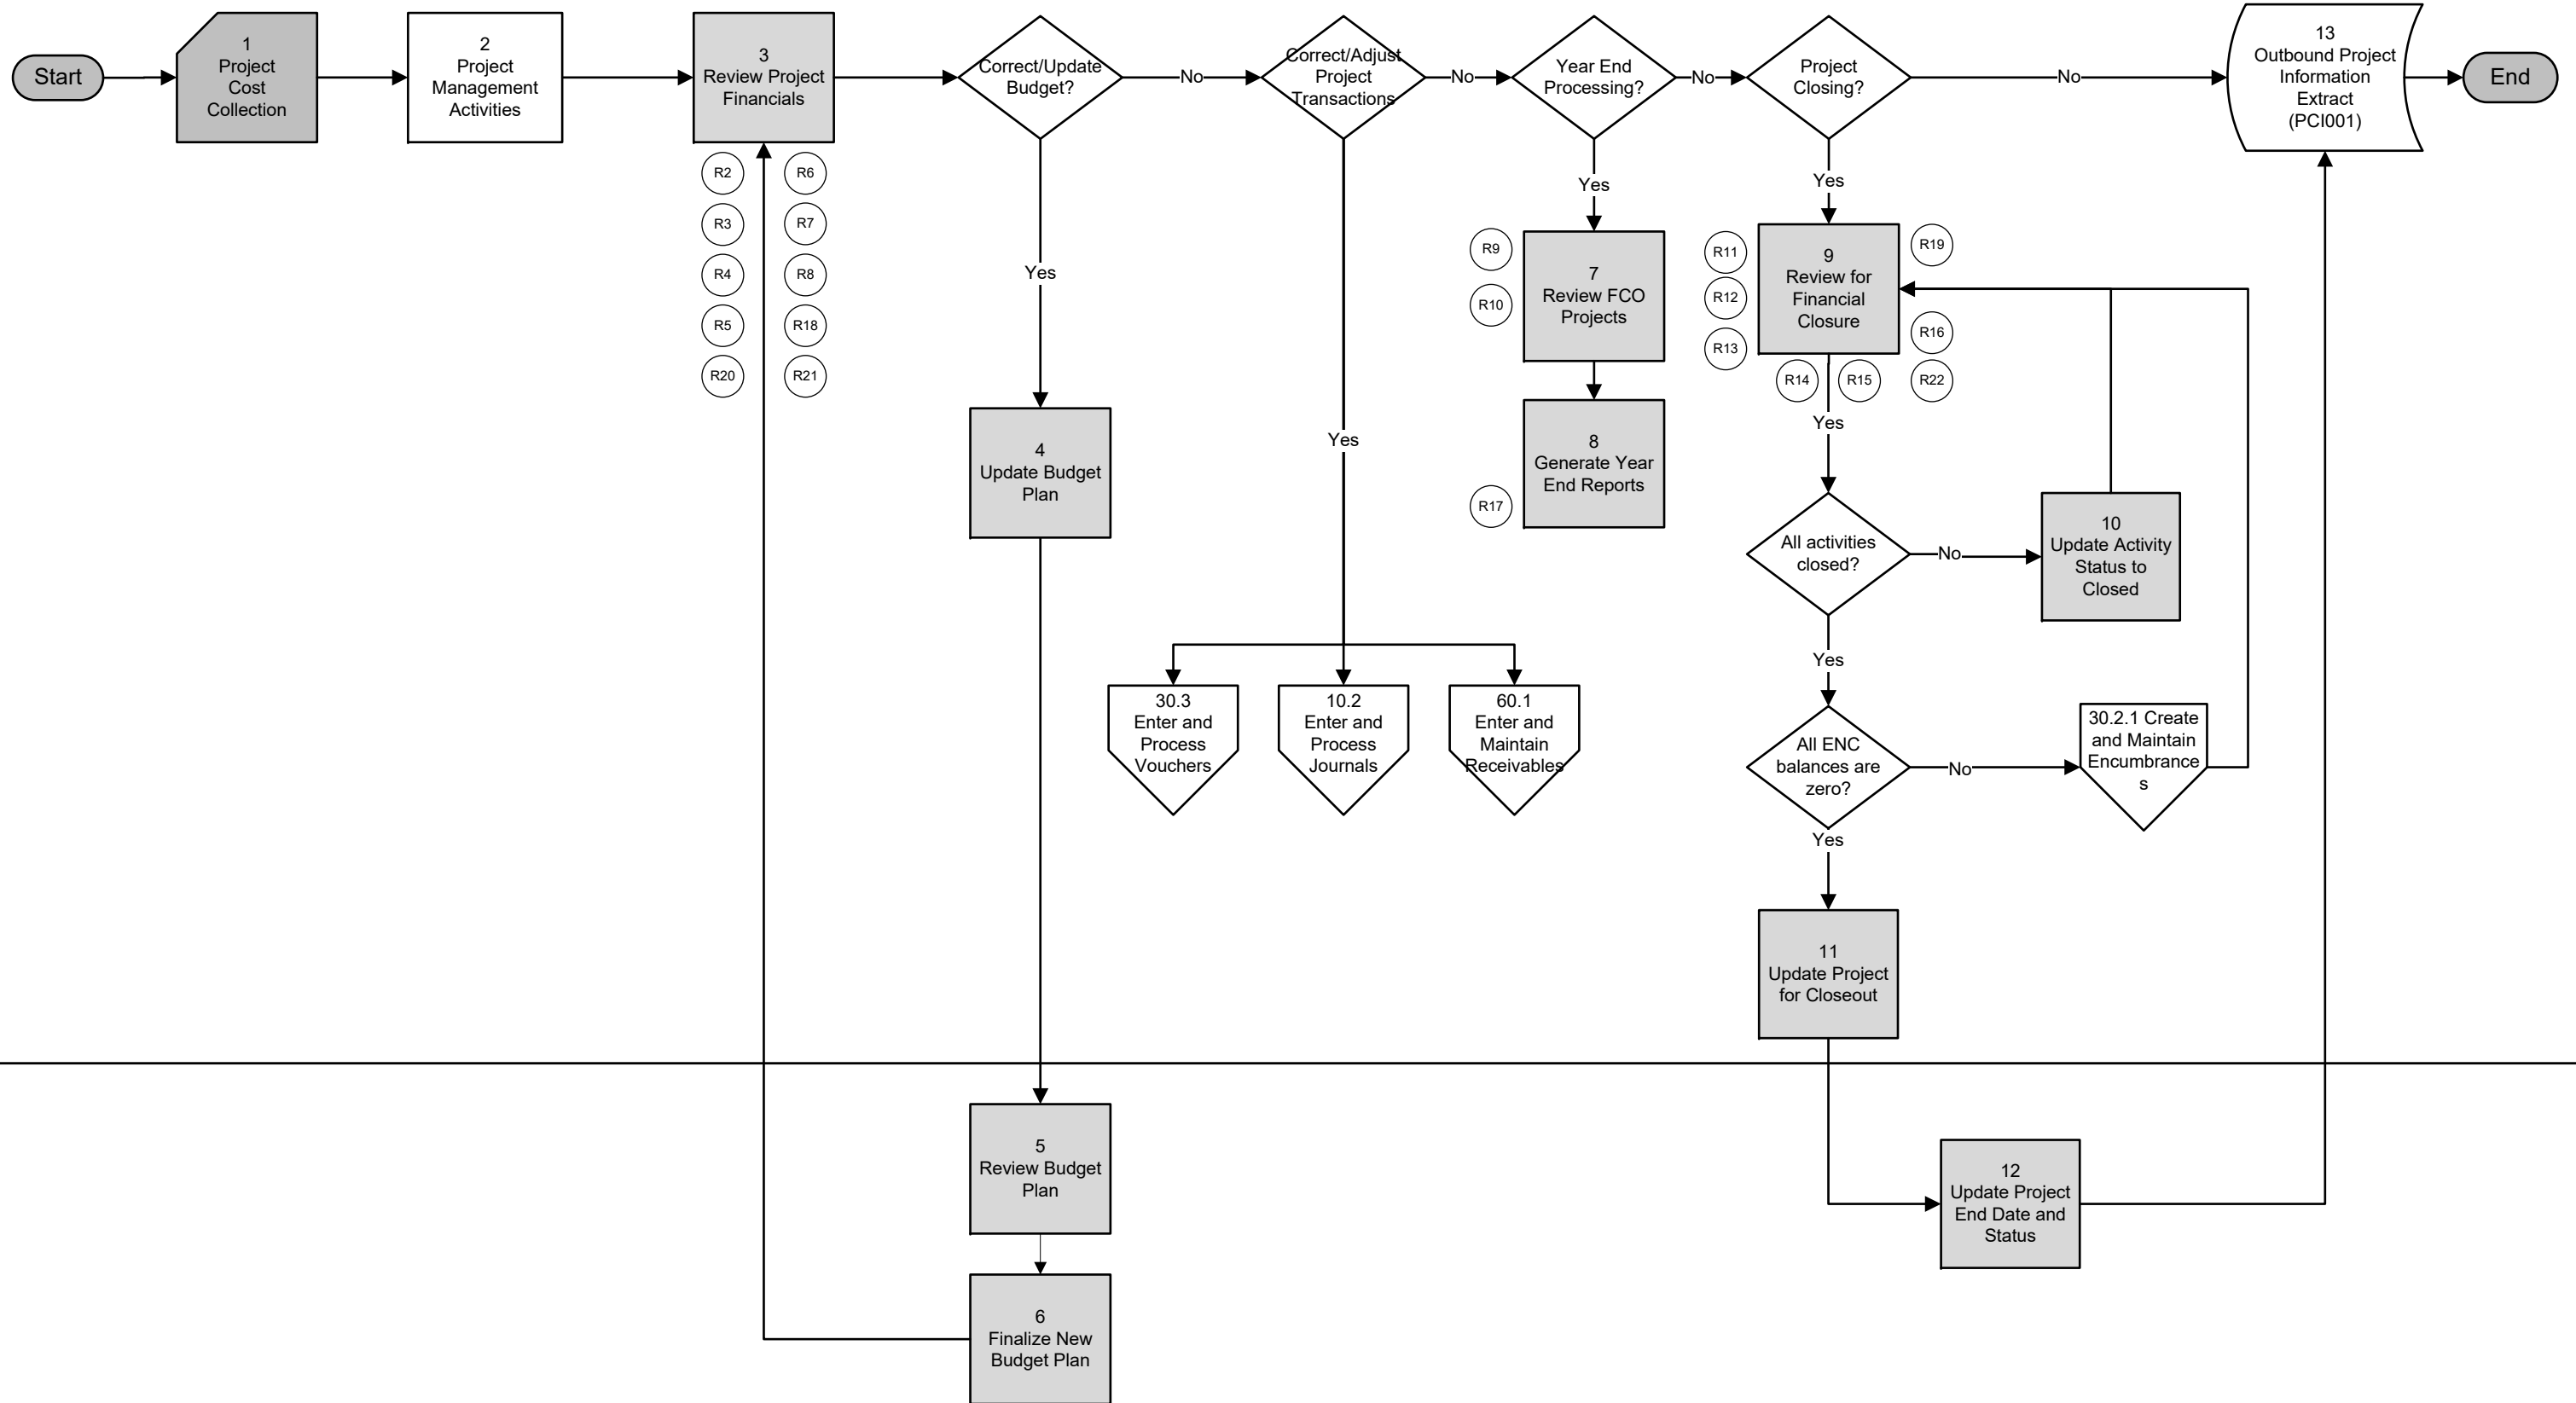 Start
1
Project
Cost
Collection
2
Project
Management
Activities
3
Review Project
Financials
Correct/Update
Budget?
No
Correct/Adjust
Project
Transactions
No
Year End
Processing?
No
Project
Closing?
No
13
Outbound Project
Information
Extract
(PCI001)
End
R2
R6
R3
R7
R4
R8
R5
R18
R20
R21
Yes
4
Update Budget
Plan
Yes
30.3
Enter and
Process
Vouchers
10.2
Enter and
Process
Journals
60.1
Enter and
Maintain
Receivables
Yes
R9
R10
7
Review FCO
Projects
8
Generate Year
End Reports
R17
Yes
R11
R12
R13
9
Review for
Financial
Closure
R19
R16
R14
R15
R22
Yes
All activities
closed?
No
10
Update Activity
Status to
Closed
Yes
All ENC
balances are
zero?
No
30.2.1 Create
and Maintain
Encumbrance
s
Yes
11
Update Project
for Closeout
5
Review Budget
Plan
12
Update Project
End Date and
Status
6
Finalize New
Budget Plan